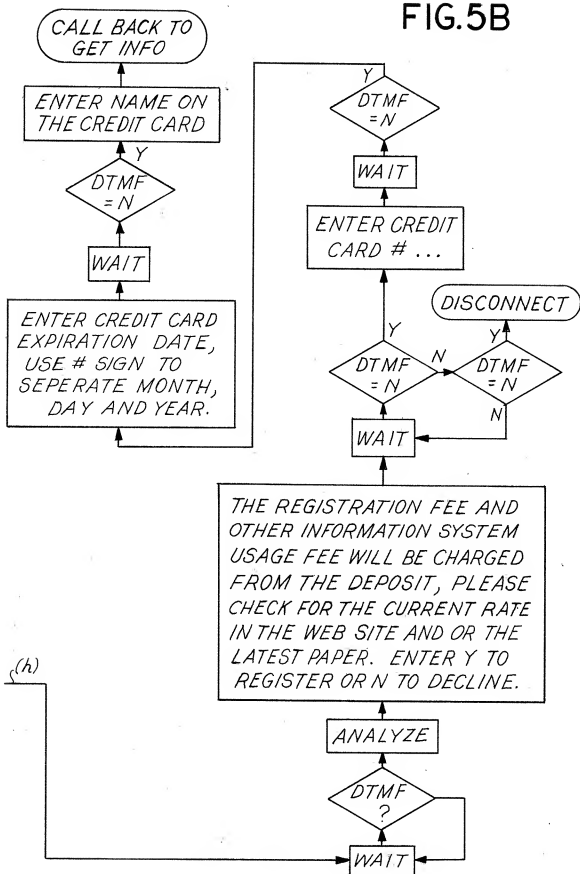 FIG.5B
CALL BACK TO
GET INFO
ENTER NAME ON
THE CREDIT CARD
Y
DTMF
=N
WAIT
ENTER CREDIT CARD
EXPIRATION DATE,
USE # SIGN TO
SEPERATE MONTH,
DAY AND YEAR.
Y
DTMF
=N
WAIT
ENTER CREDIT
CARD # ...
DISCONNECT
Y
DTMF
=N
N
Y
DTMF
=N
N
WAIT
THE REGISTRATION FEE AND
OTHER INFORMATION SYSTEM
USAGE FEE WILL BE CHARGED
FROM THE DEPOSIT, PLEASE
CHECK FOR THE CURRENT RATE
IN THE WEB SITE AND OR THE
LATEST PAPER. ENTER Y TO
REGISTER OR N TO DECLINE.
(h)
ANALYZE
DTMF
?
WAIT